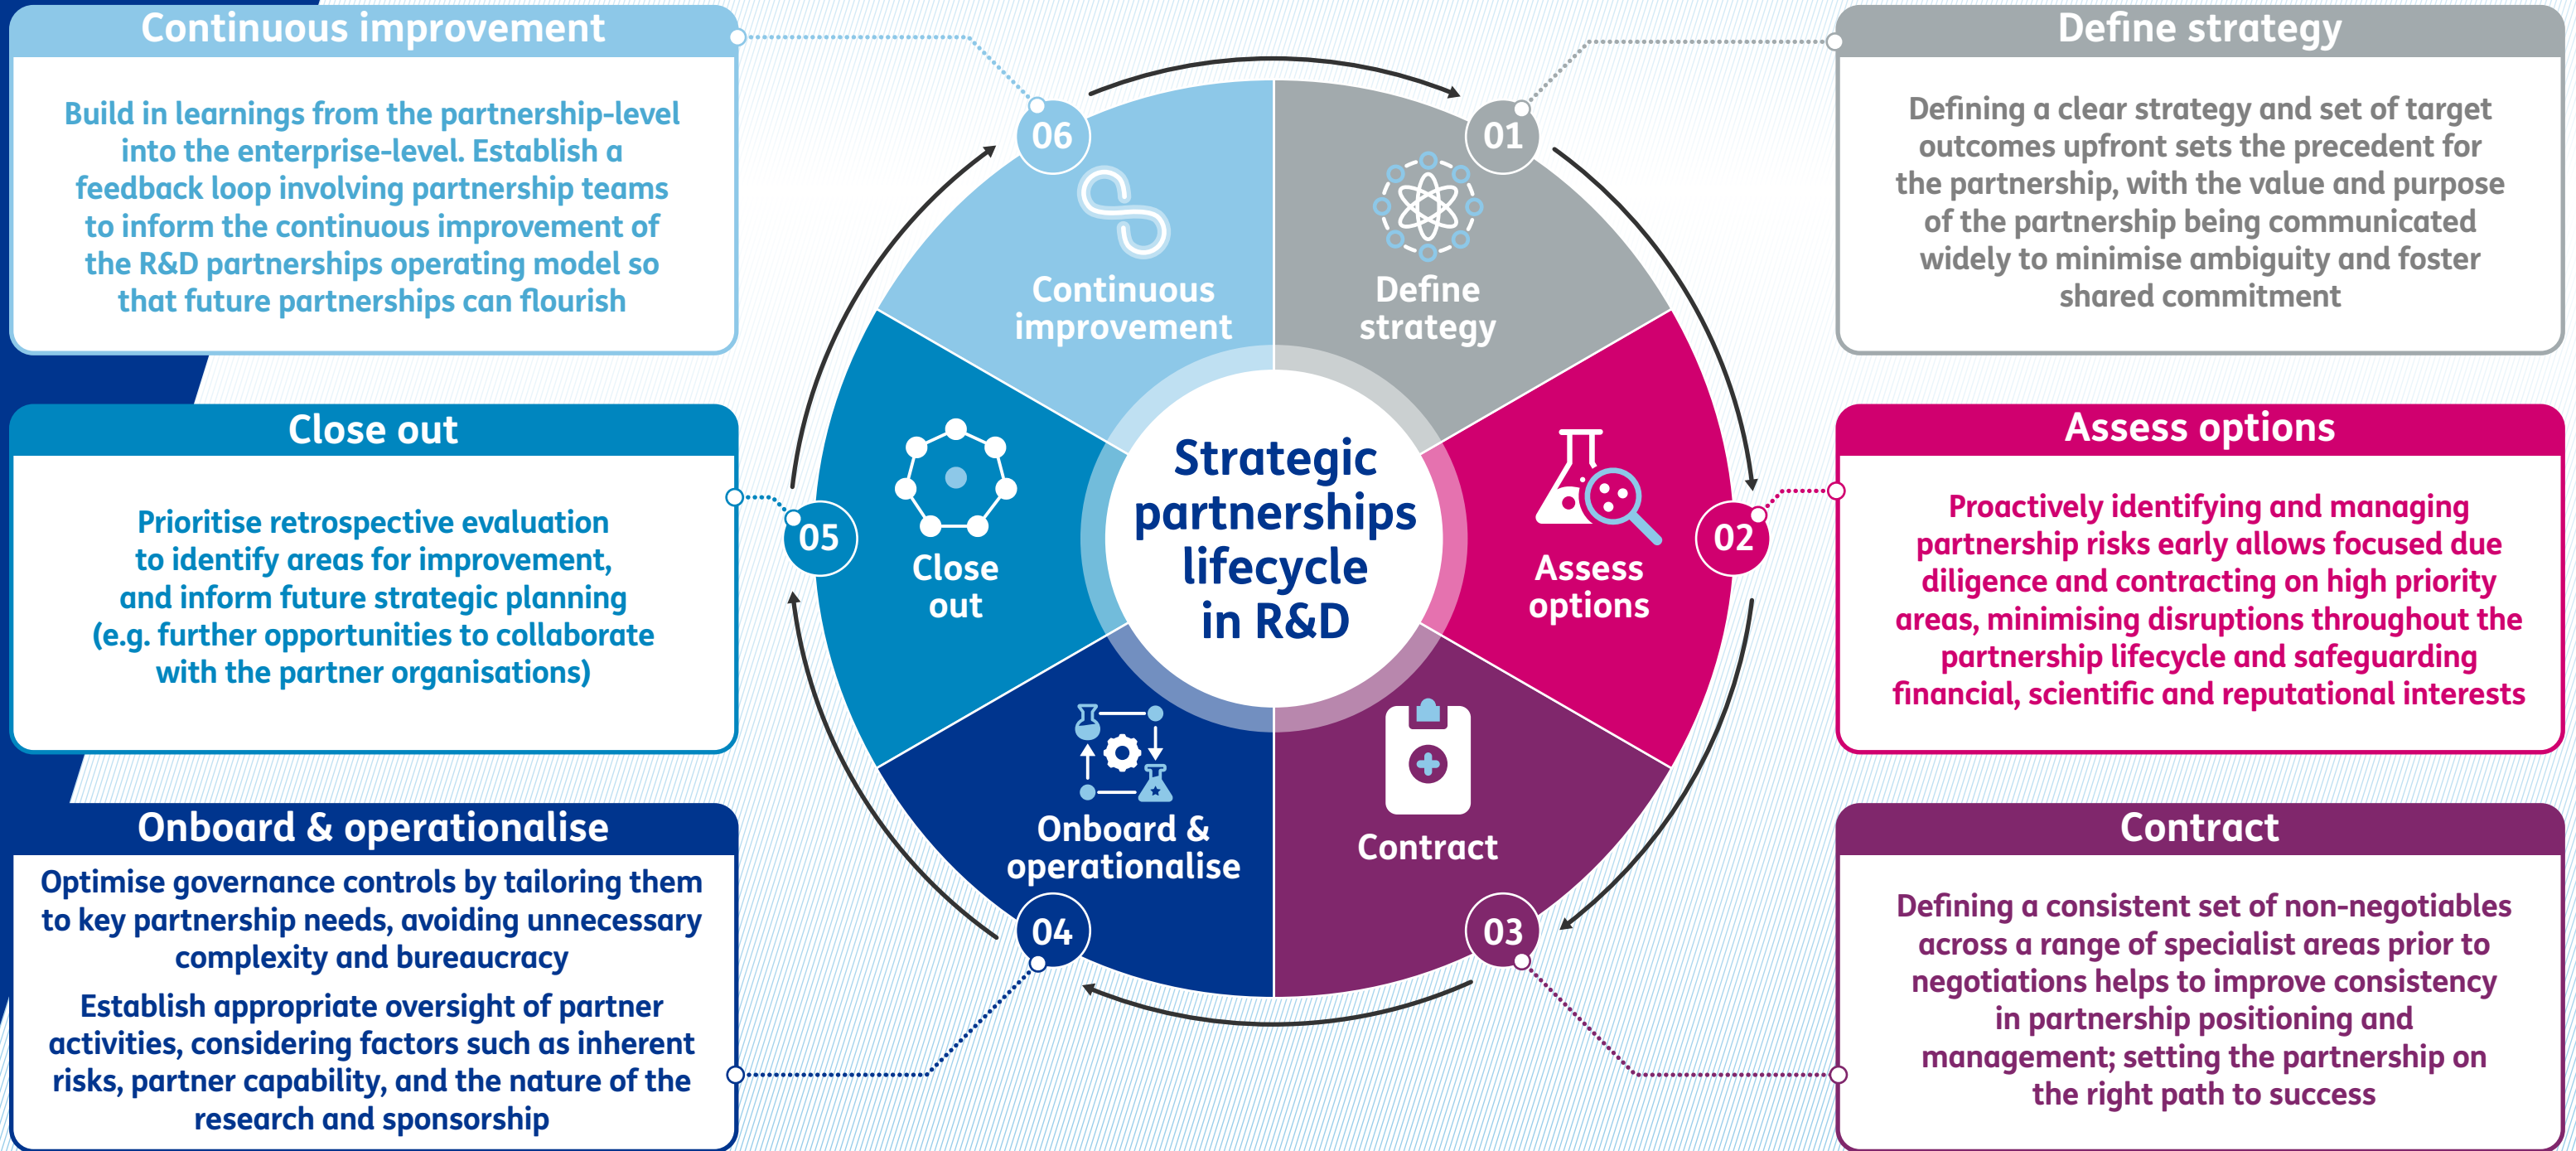 Continuous improvement
Build in learnings from the partnership-level
into the enterprise-level. Establish a
feedback loop involving partnership teams
to inform the continuous improvement of
the R&D partnerships operating model so
that future partnerships can flourish
Close out
Prioritise retrospective evaluation
to identify areas for improvement,
and inform future strategic planning
(e.g. further opportunities to collaborate
with the partner organisations)
Onboard & operationalise
Optimise governance controls by tailoring them
to key partnership needs, avoiding unnecessary
complexity and bureaucracy
Establish appropriate oversight of partner
activities, considering factors such as inherent
risks, partner capability, and the nature of the
research and sponsorship
06
Continuous
improvement
01
Define
strategy
05
Close
out
Strategic
partnerships
lifecycle
in R&D
02
Assess
options
Onboard &
operationalise
04
Contract
03
Define strategy
Defining a clear strategy and set of target
outcomes upfront sets the precedent for
the partnership, with the value and purpose
of the partnership being communicated
widely to minimise ambiguity and foster
shared commitment
Assess options
Proactively identifying and managing
partnership risks early allows focused due
diligence and contracting on high priority
areas, minimising disruptions throughout the
partnership lifecycle and safeguarding
financial, scientific and reputational interests
Contract
Defining a consistent set of non-negotiables
across a range of specialist areas prior to
negotiations helps to improve consistency
in partnership positioning and
management; setting the partnership on
the right path to success